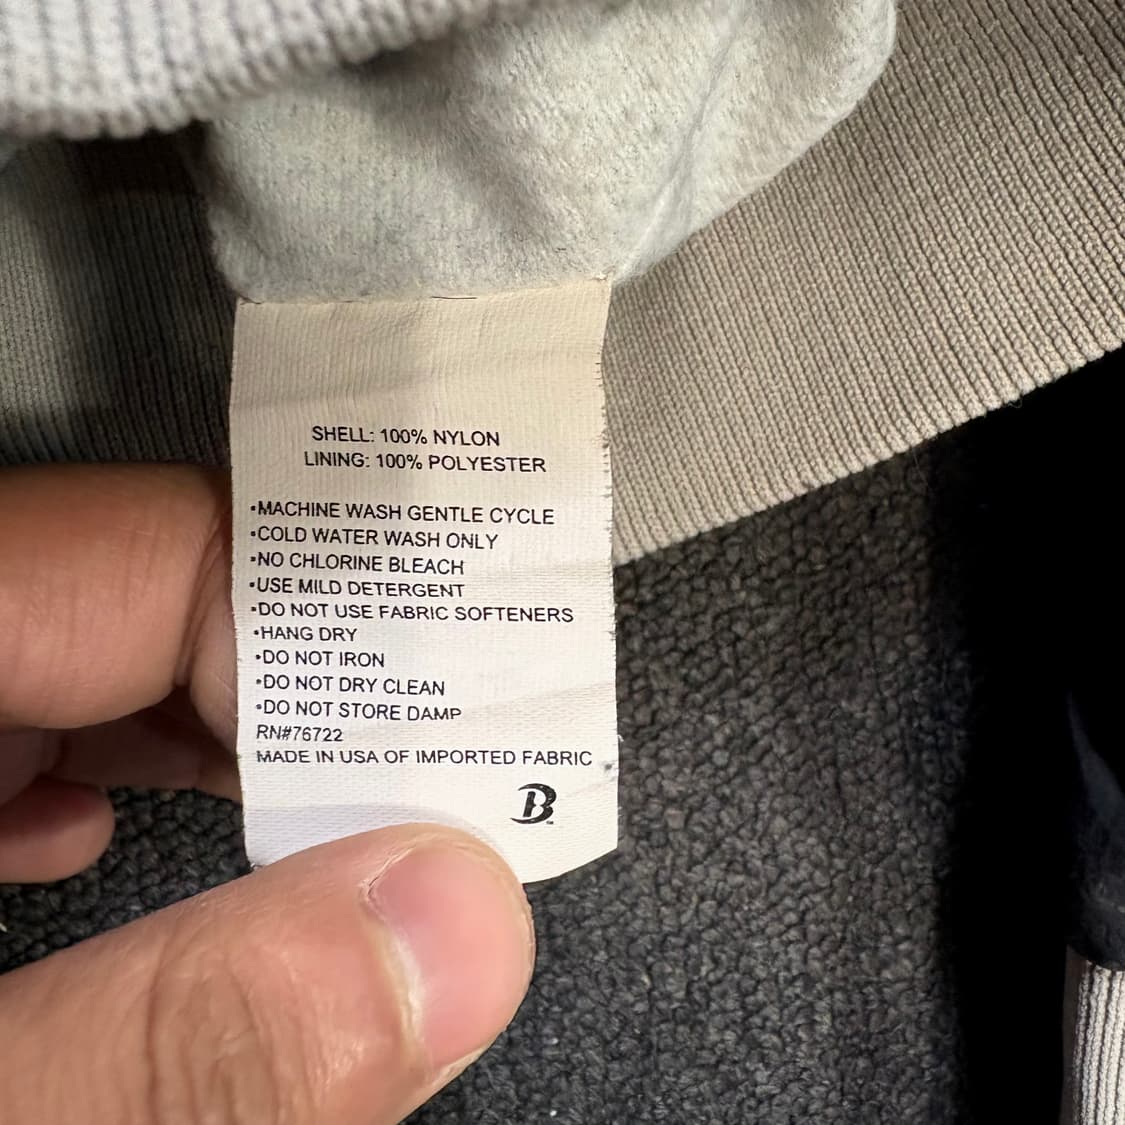 SHELL: 100% NYLON
LINING: 100% POLYESTER
•MACHINE WASH GENTLE CYCLE
•COLD WATER WASH ONLY
•NO CHLORINE BLEACH
•USE MILD DETERGENT
•DO NOT USE FABRIC SOFTENERS
•HANG DRY
•DO NOT IRON
•DO NOT DRY CLEAN
•DO NOT STORE DAMP
RN#76722
MADE IN USA OF IMPORTED FABRIC
B